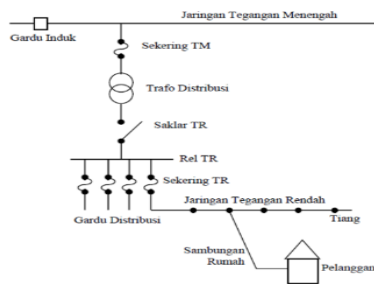 Jaringan Tegangan Menengah
Gardu Induk
Sekering TM
Trafo Distribusi
Saklar TR
Rel TR
Sekering TR
Jaringan Tegangan Rendah
Gardu Distribusi
Tiang
Sambungan
Rumah
Pelanggan